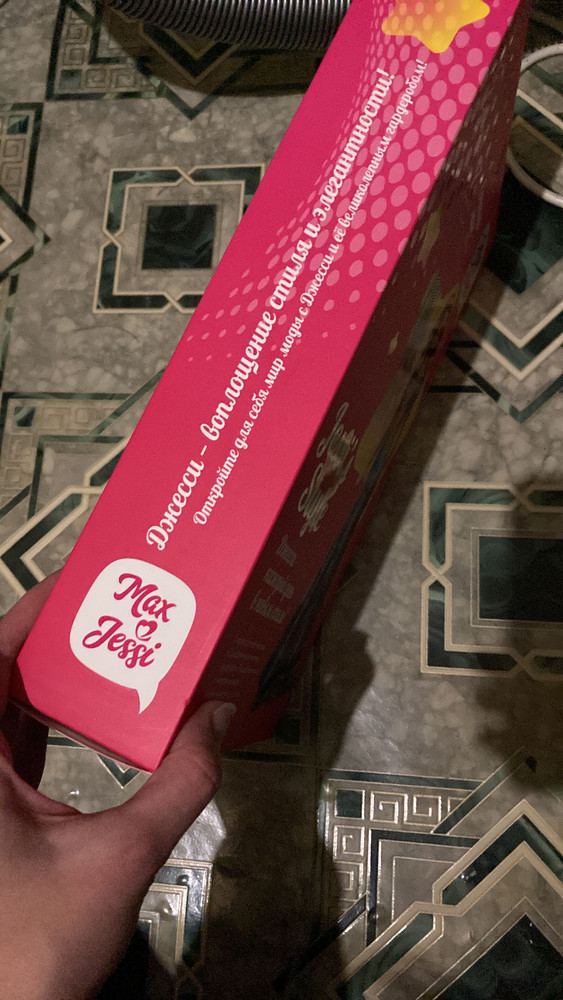 Джесси – воплощение стиля и элегантности!
Откройте для себя мир моды с Джесси и её великолепным гардеробом!
Max
Jessi